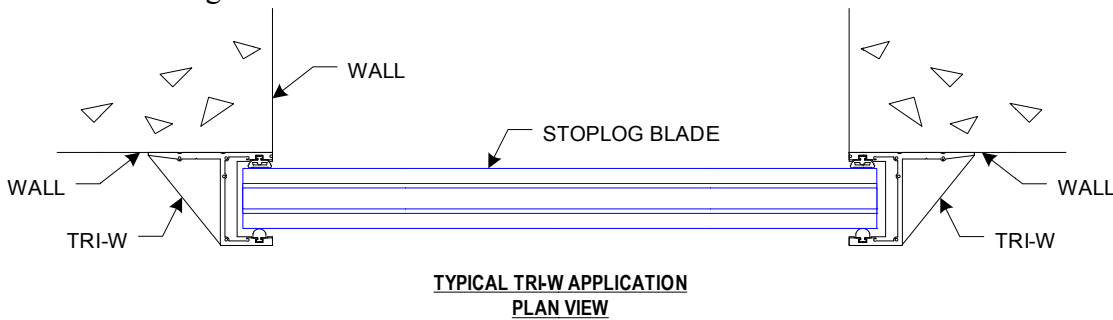 WALL
STOPLOG BLADE
WALL
WALL
TRI-W
TRI-W
TYPICAL TRI-W APPLICATION
PLAN VIEW